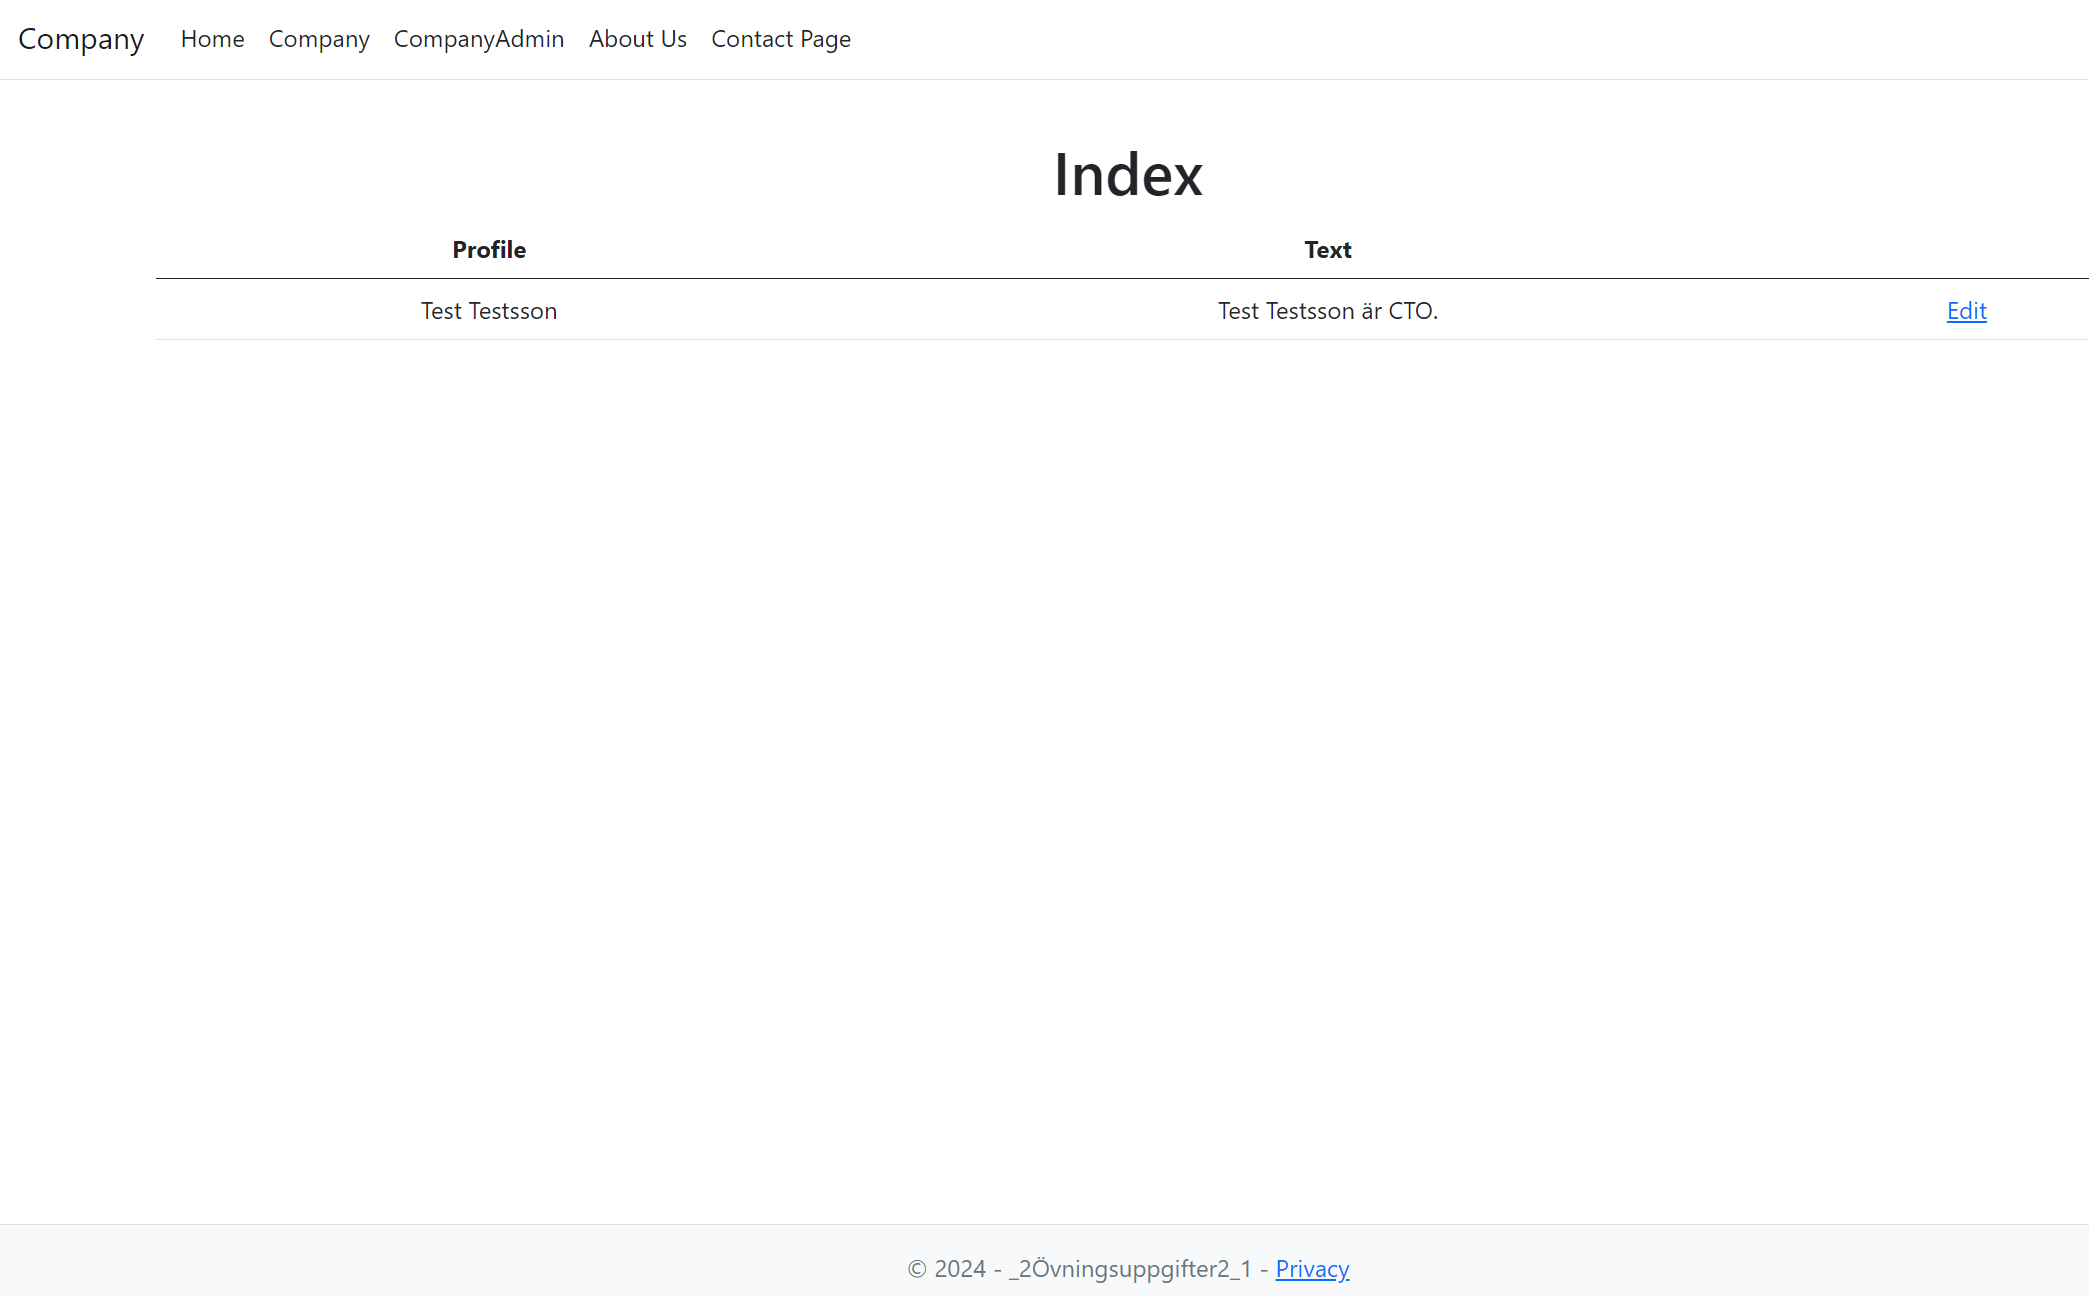 Company Home Company CompanyAdmin About Us Contact Page
Index
Profile Text
Test Testsson Test Testsson är CTO. Edit
© 2024 - _2Övningsuppgifter2_1 - Privacy